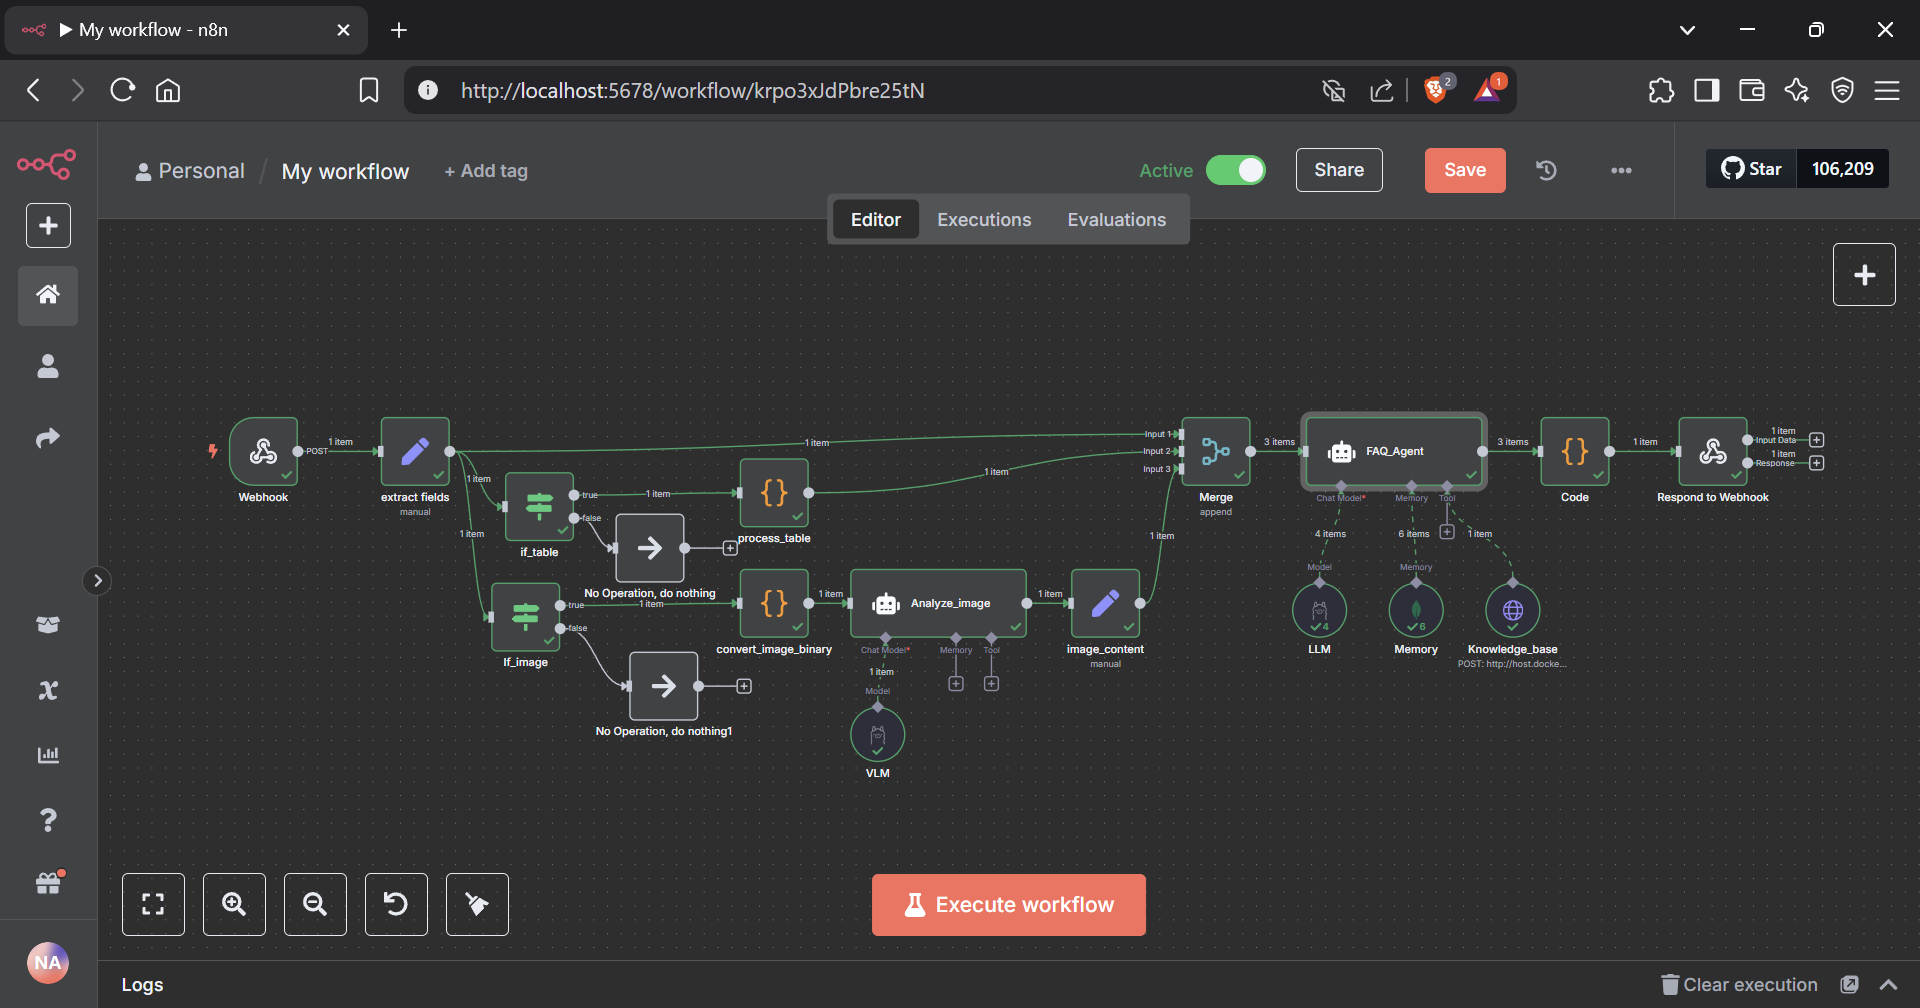 My workflow - n8n
http://localhost:5678/workflow/krpo3xJdPbre25tN
2
1
Personal / My workflow + Add tag
Active
Share
Save
Star 106,209
Editor Executions Evaluations
Webhook
POST
1 item
extract fields
manual
1 item
1 item
1 item
if_table
true
false
1 item
process_table
1 item
No Operation, do nothing
If_image
true
false
1 item
No Operation, do nothing1
convert_image_binary
1 item
Analyze_image
Chat Model*
Memory
Tool
1 item
Model
VLM
1 item
image_content
manual
1 item
Input 1
Input 2
Input 3
Merge
append
3 items
FAQ_Agent
Chat Model*
Memory
Tool
4 items
6 items
1 item
Model
Memory
4
6
LLM
Memory
Knowledge_base
POST: http://host.docke...
3 items
Code
1 item
Respond to Webhook
1 item
Input Data
1 item
Response
Execute workflow
NA
Logs
Clear execution